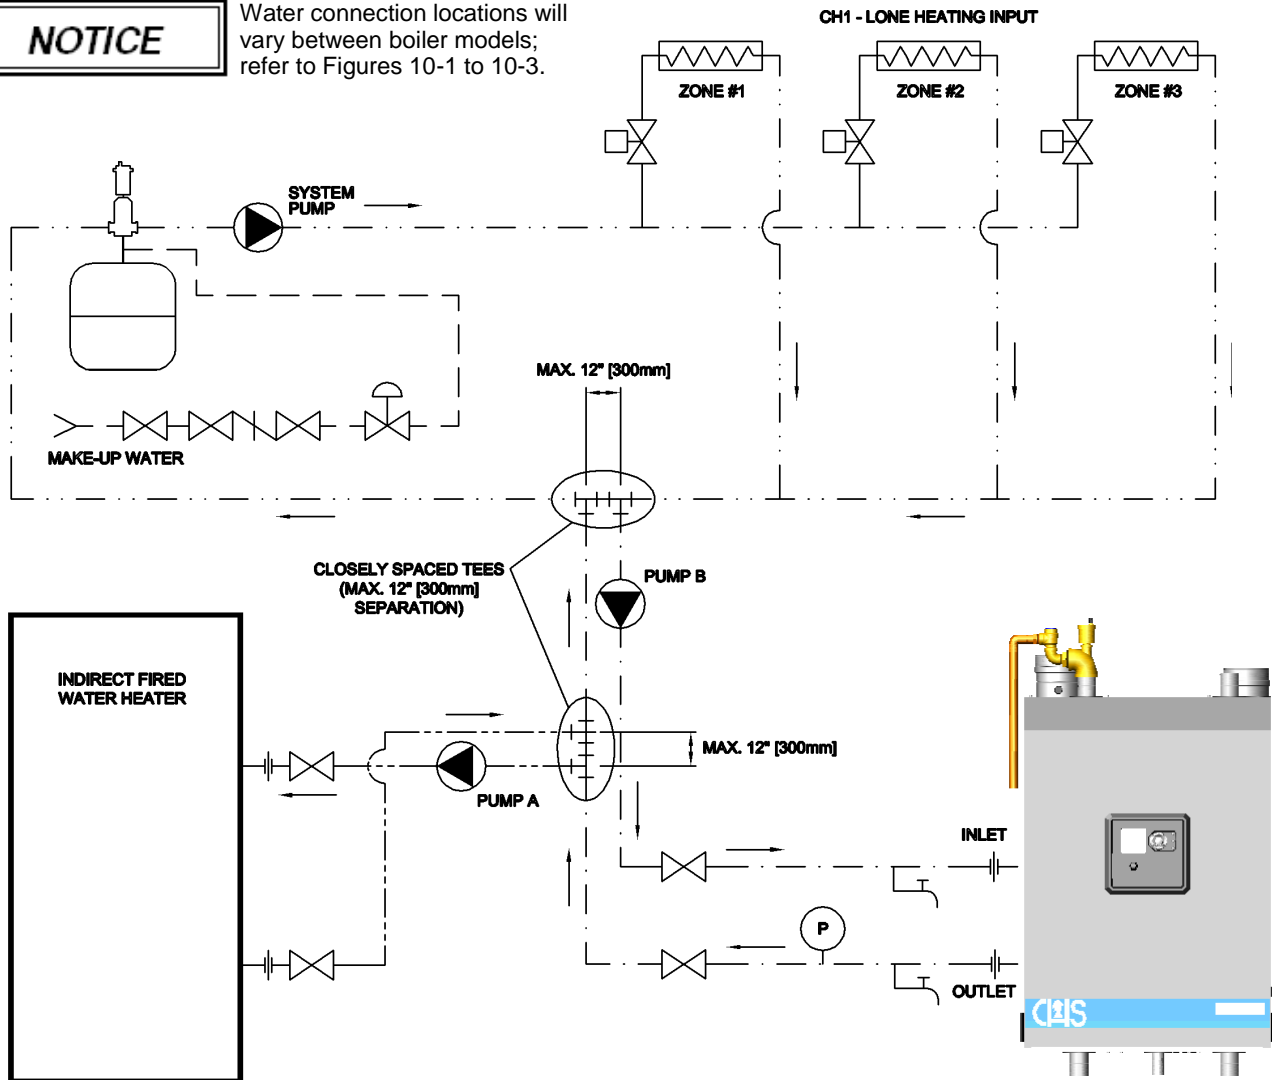 NOTICE
Water connection locations will
vary between boiler models;
refer to Figures 10-1 to 10-3.
CH1 - LONE HEATING INPUT
ZONE #1
ZONE #2
ZONE #3
SYSTEM
PUMP
MAX. 12" [300mm]
MAKE-UP WATER
CLOSELY SPACED TEES
(MAX. 12" [300mm]
SEPARATION)
PUMP B
INDIRECT FIRED
WATER HEATER
MAX. 12" [300mm]
PUMP A
INLET
P
OUTLET
CHS